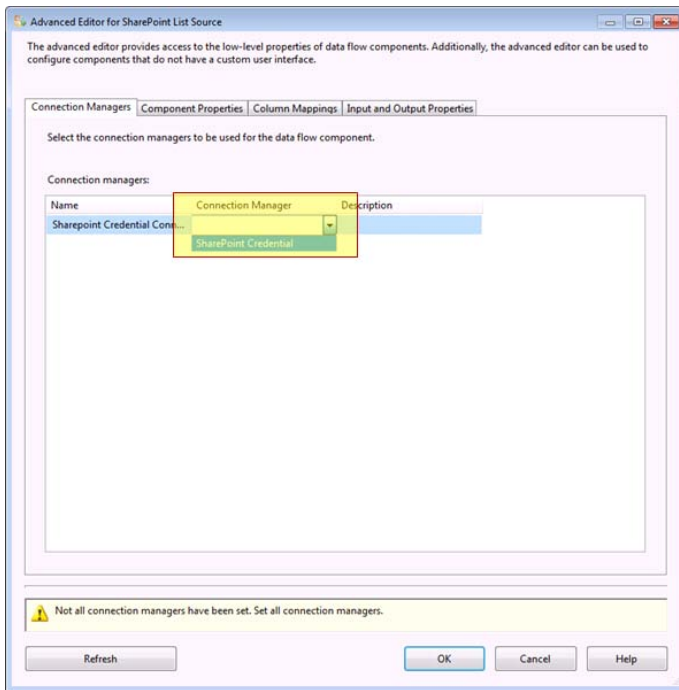 Advanced Editor for SharePoint List Source
The advanced editor provides access to the low-level properties of data flow components. Additionally, the advanced editor can be used to
configure components that do not have a custom user interface.
Connection Managers Component Properties Column Mappings Input and Output Properties
Select the connection managers to be used for the data flow component.
Connection managers:
Name Connection Manager Description
Sharepoint Credential Conn...
SharePoint Credential
Not all connection managers have been set. Set all connection managers.
Refresh OK Cancel Help